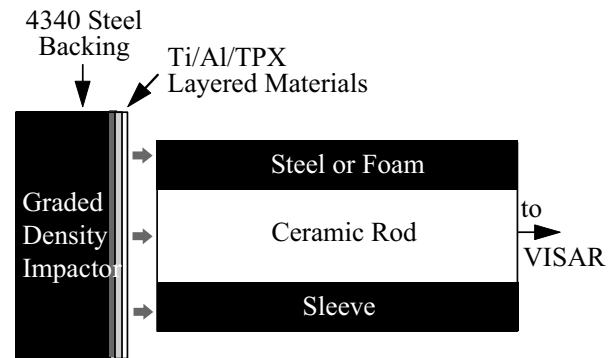 4340 Steel
Backing
Ti/Al/TPX
Layered Materials
Graded
Density
Impactor
Steel or Foam
Ceramic Rod
Sleeve
to
VISAR